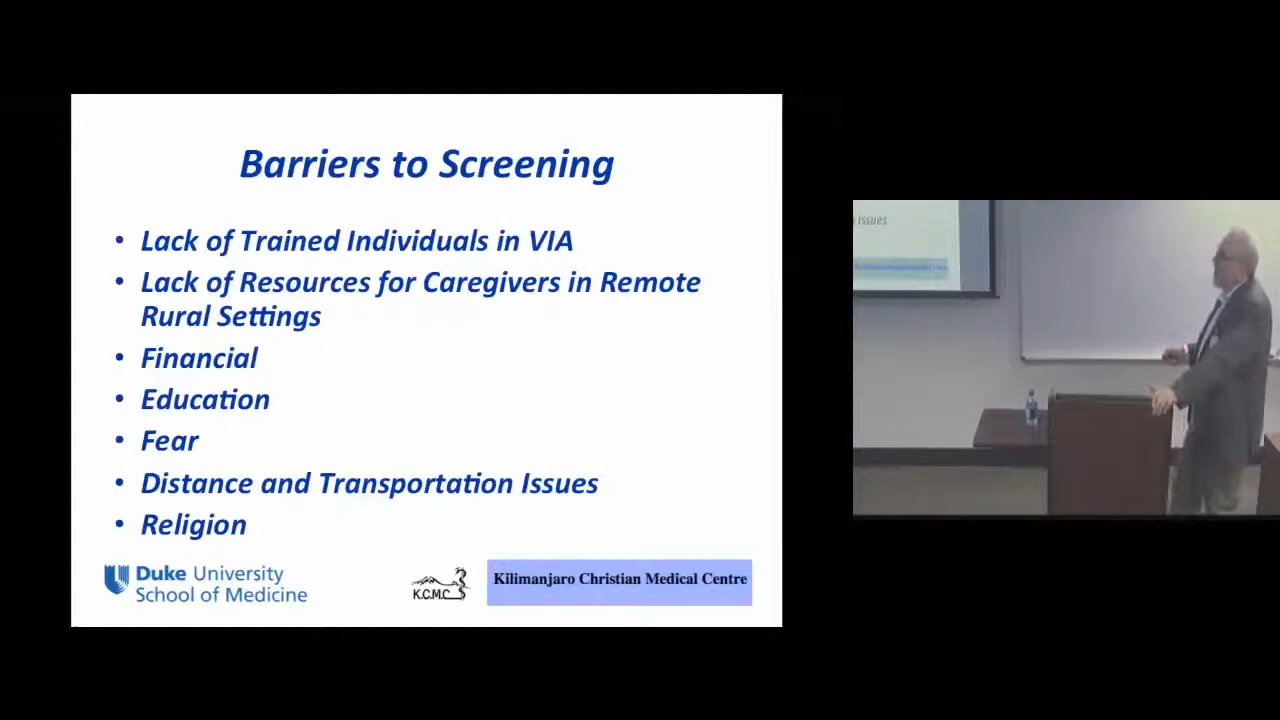 Barriers to Screening
• Lack of Trained Individuals in VIA
• Lack of Resources for Caregivers in Remote
Rural Settings
• Financial
• Education
• Fear
• Distance and Transportation Issues
• Religion
Duke University
School of Medicine
K.C.M.C.
Kilimanjaro Christian Medical Centre
Issues